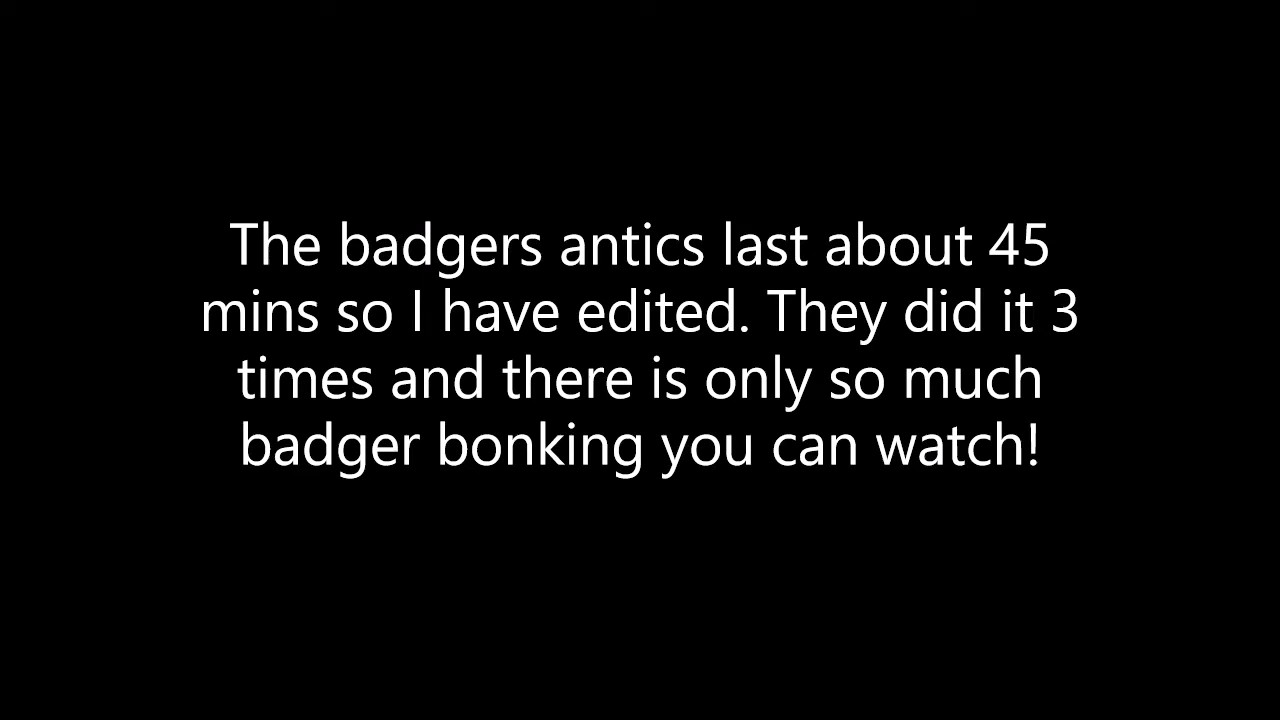 The badgers antics last about 45
mins so I have edited. They did it 3
times and there is only so much
badger bonking you can watch!